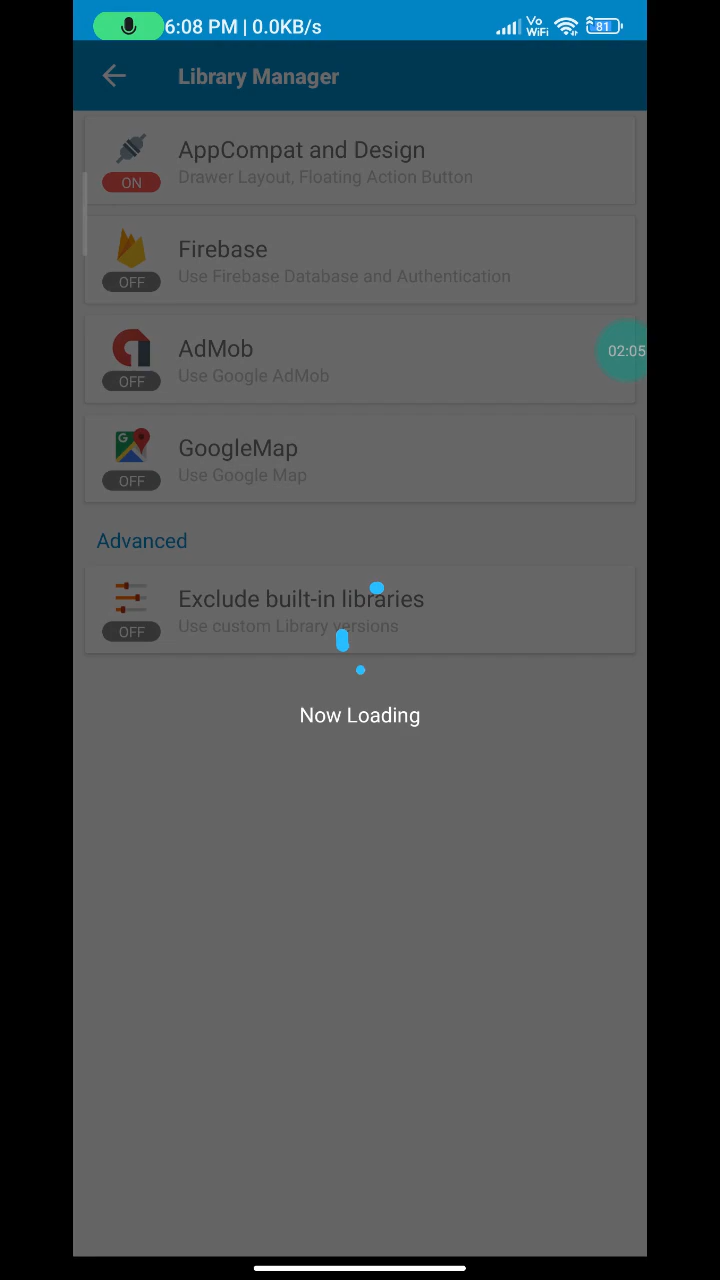 6:08 PM | 0.0KB/s Vo WiFi 81
Library Manager
AppCompat and Design
Drawer Layout, Floating Action Button
ON
Firebase
Use Firebase Database and Authentication
OFF
02:05
AdMob
Use Google AdMob
OFF
G
GoogleMap
Use Google Map
OFF
Advanced
Exclude built-in libraries
Use custom Library versions
OFF
Now Loading